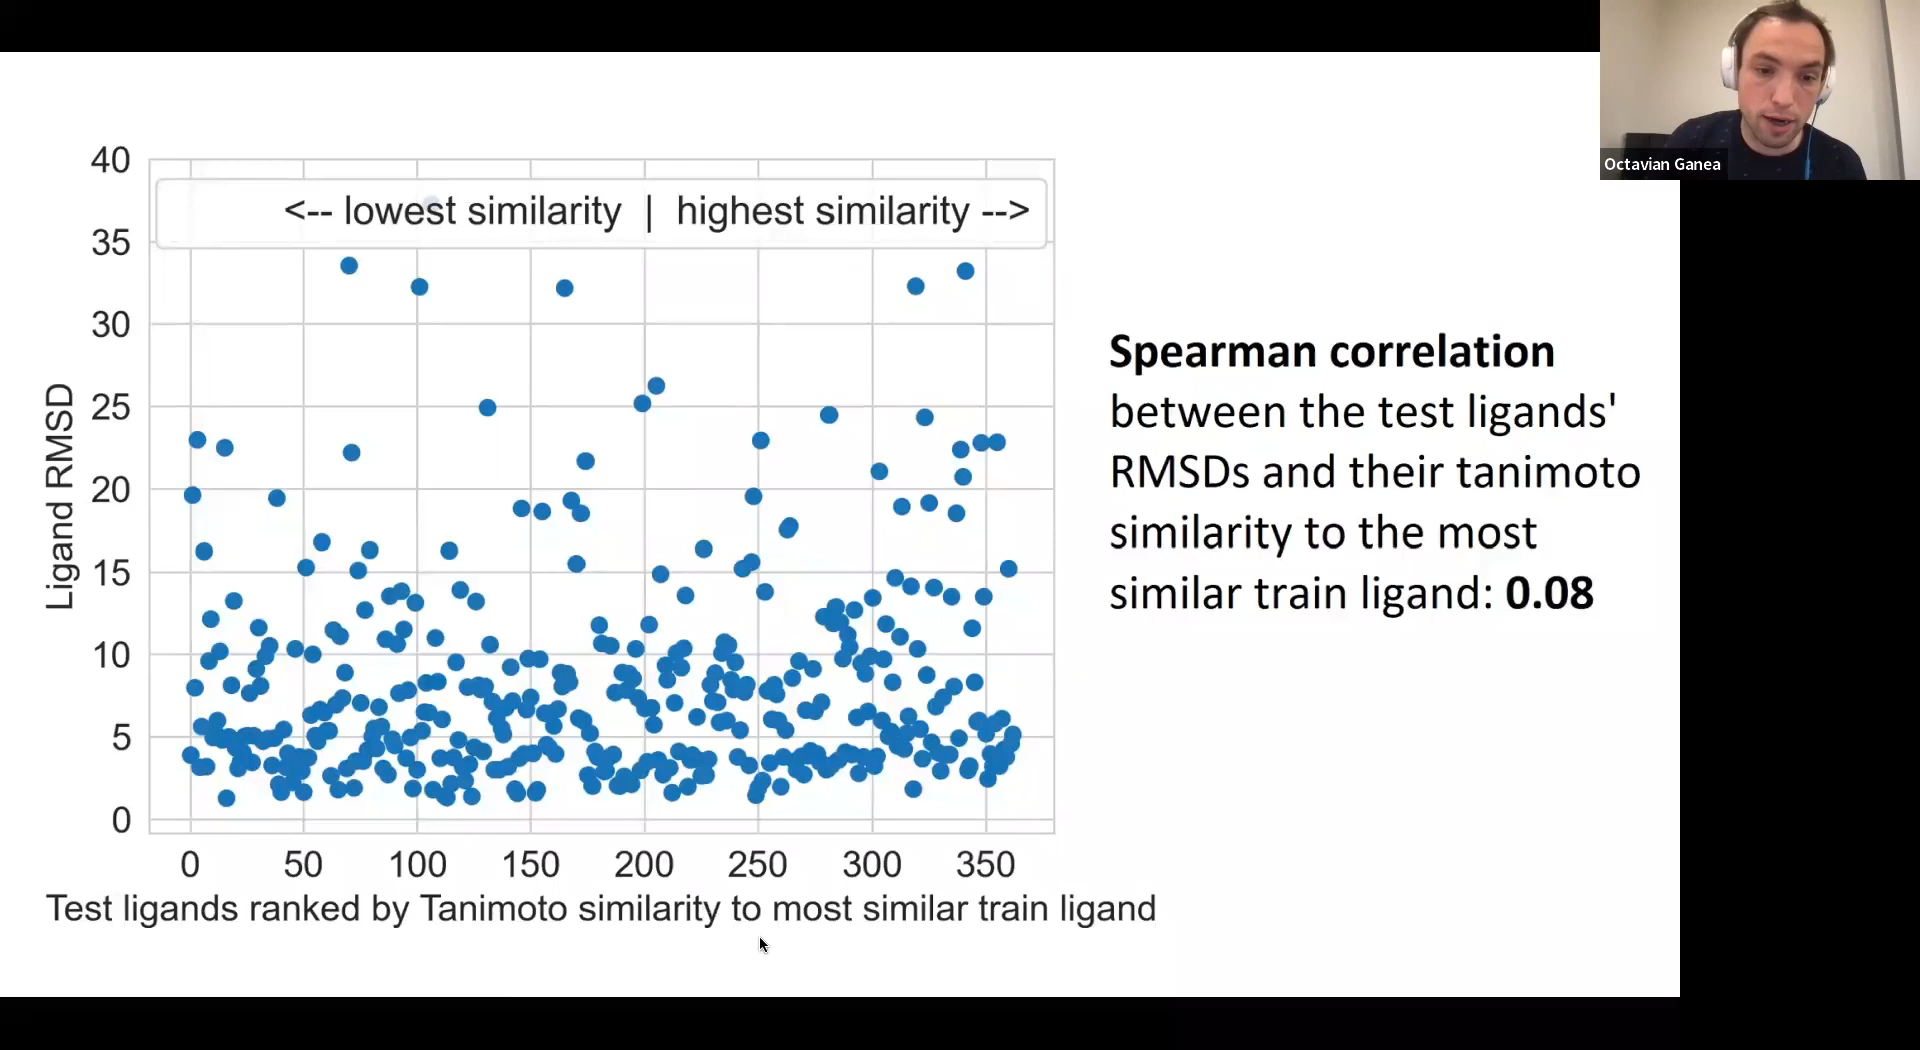 Octavian Ganea
40
35
30
25
20
15
10
5
0
Ligand RMSD
<-- lowest similarity | highest similarity -->
0 50 100 150 200 250 300 350
Test ligands ranked by Tanimoto similarity to most similar train ligand
Spearman correlation
between the test ligands'
RMSDs and their tanimoto
similarity to the most
similar train ligand: 0.08